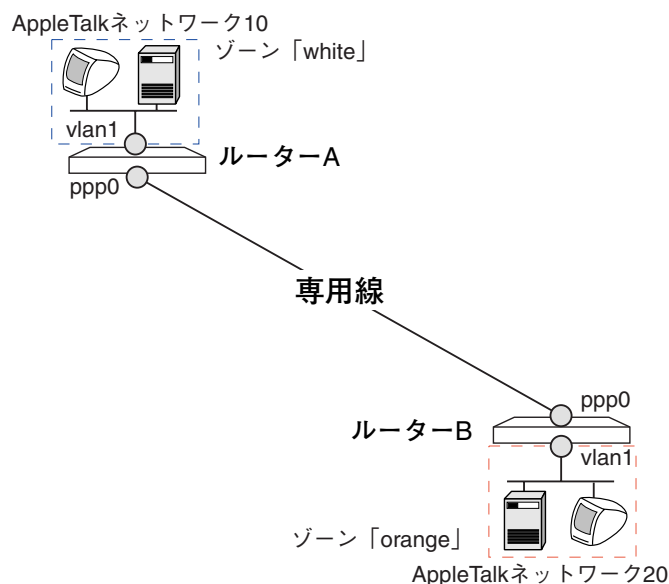 AppleTalkネットワーク10
ゾーン「white」
vlan1
ルーターA
ppp0
専用線
ppp0
ルーターB
vlan1
ゾーン「orange」
AppleTalkネットワーク20